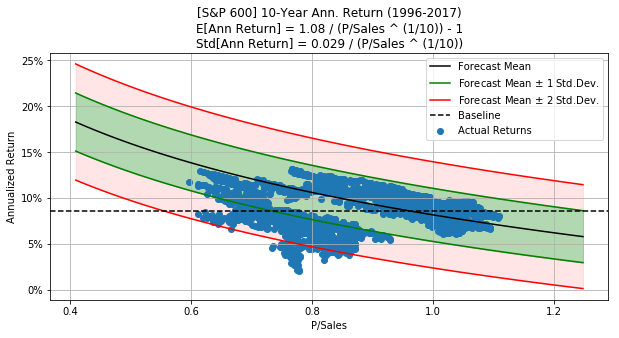 [S&P 600] 10-Year Ann. Return (1996-2017)
E[Ann Return] = 1.08 / (P/Sales ^ (1/10)) - 1
Std[Ann Return] = 0.029 / (P/Sales ^ (1/10))
Forecast Mean
Forecast Mean ± 1 Std.Dev.
Forecast Mean ± 2 Std.Dev.
Baseline
Actual Returns
25%
20%
15%
10%
5%
0%
Annualized Return
0.4 0.6 0.8 1.0 1.2
P/Sales